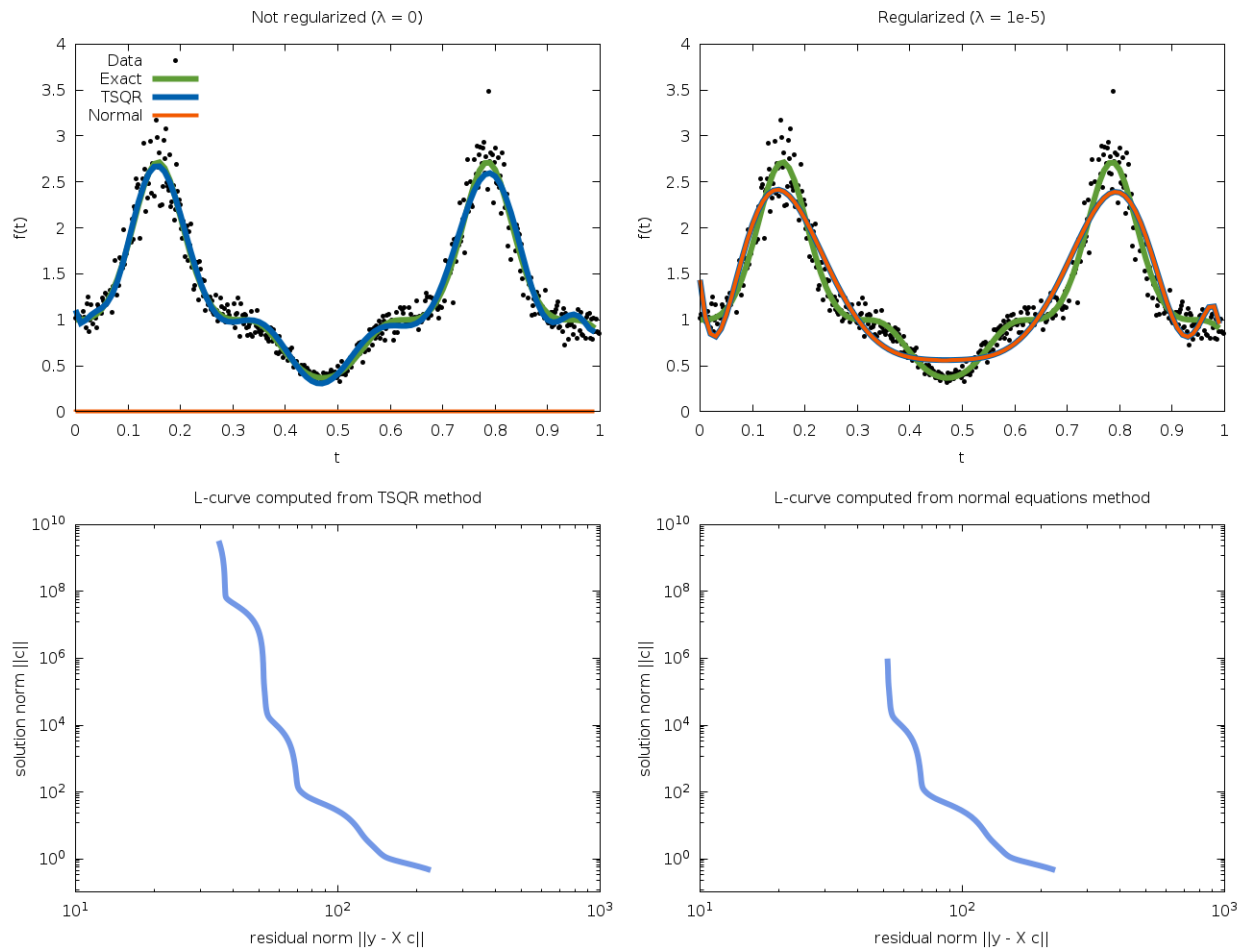 Not regularized (λ = 0)
4
3.5
3
2.5
2
1.5
1
0.5
0
f(t)
Data
Exact
TSQR
Normal
0 0.1 0.2 0.3 0.4 0.5 0.6 0.7 0.8 0.9 1
t
Regularized (λ = 1e-5)
4
3.5
3
2.5
2
1.5
1
0.5
0
f(t)
0 0.1 0.2 0.3 0.4 0.5 0.6 0.7 0.8 0.9 1
t
L-curve computed from TSQR method
10^10
10^8
10^6
10^4
10^2
10^0
solution norm ||c||
10^1 10^2 10^3
residual norm ||y - X c||
L-curve computed from normal equations method
10^10
10^8
10^6
10^4
10^2
10^0
solution norm ||c||
10^1 10^2 10^3
residual norm ||y - X c||